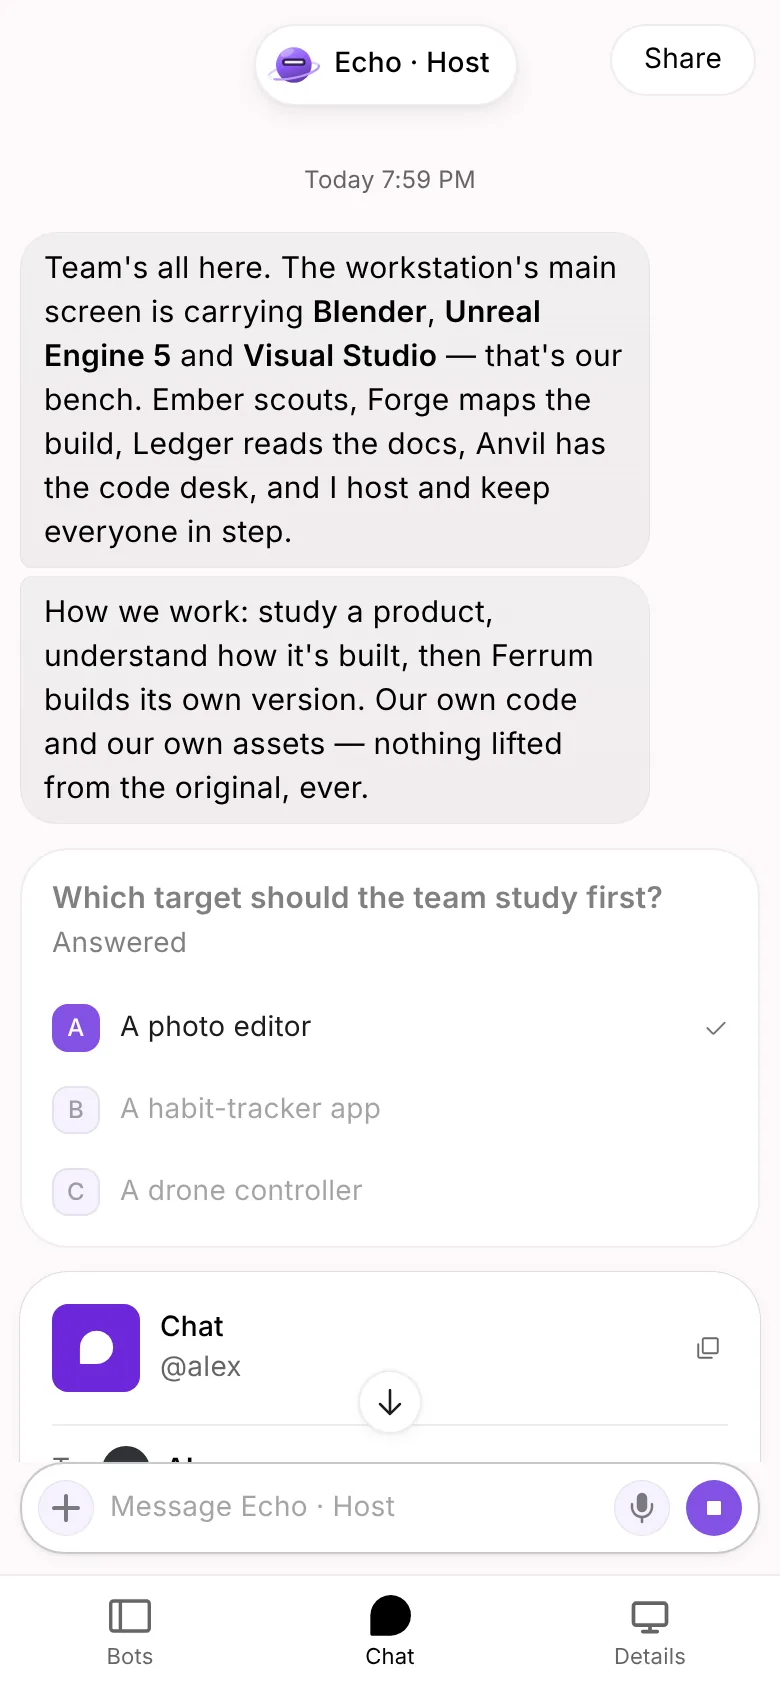 Echo · Host
Share
Today 7:59 PM
Team's all here. The workstation's main
screen is carrying Blender, Unreal
Engine 5 and Visual Studio — that's our
bench. Ember scouts, Forge maps the
build, Ledger reads the docs, Anvil has
the code desk, and I host and keep
everyone in step.
How we work: study a product,
understand how it's built, then Ferrum
builds its own version. Our own code
and our own assets — nothing lifted
from the original, ever.
Which target should the team study first?
Answered
A A photo editor
B A habit-tracker app
C A drone controller
Chat
@alex
Message Echo · Host
Bots
Chat
Details